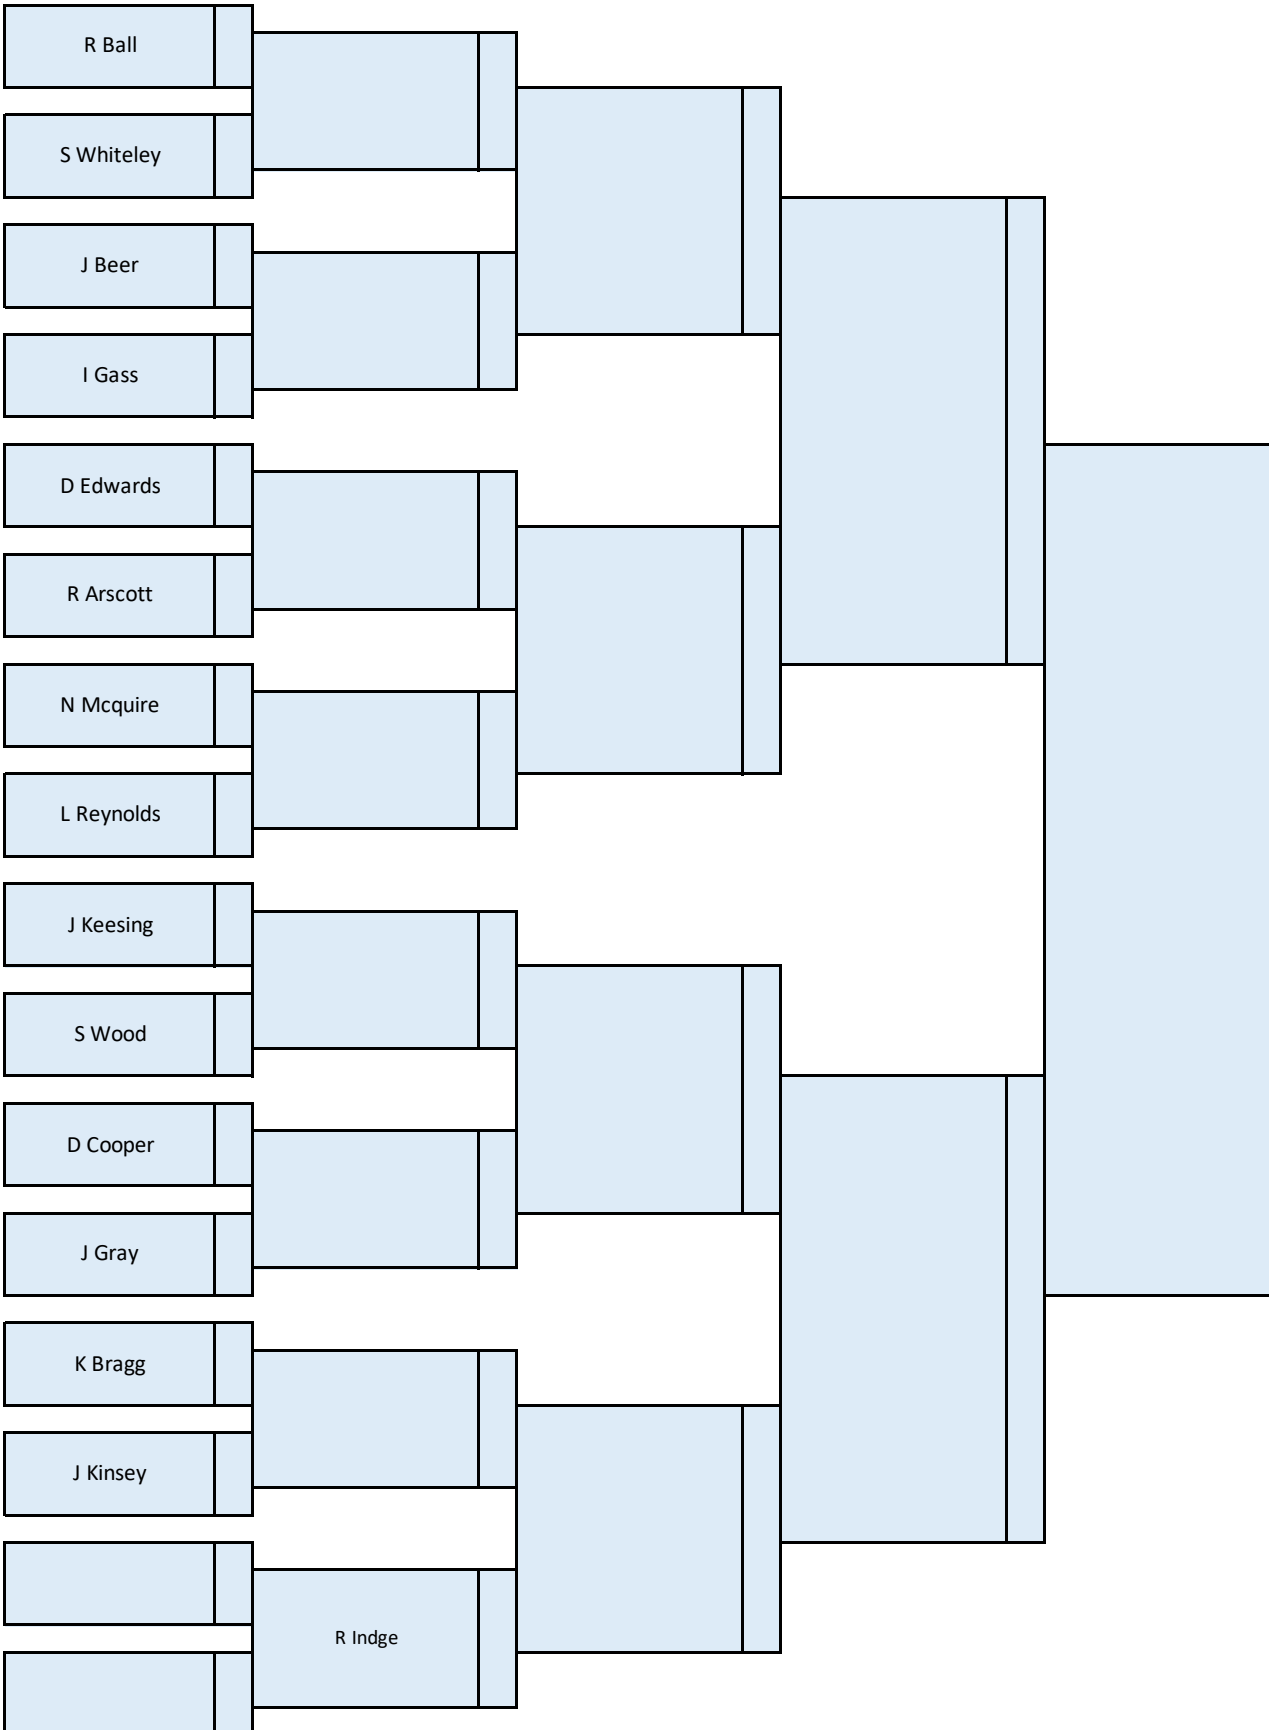 R Ball
S Whiteley
J Beer
I Gass
D Edwards
R Arscott
N Mcquire
L Reynolds
J Keesing
S Wood
D Cooper
J Gray
K Bragg
J Kinsey
R Indge